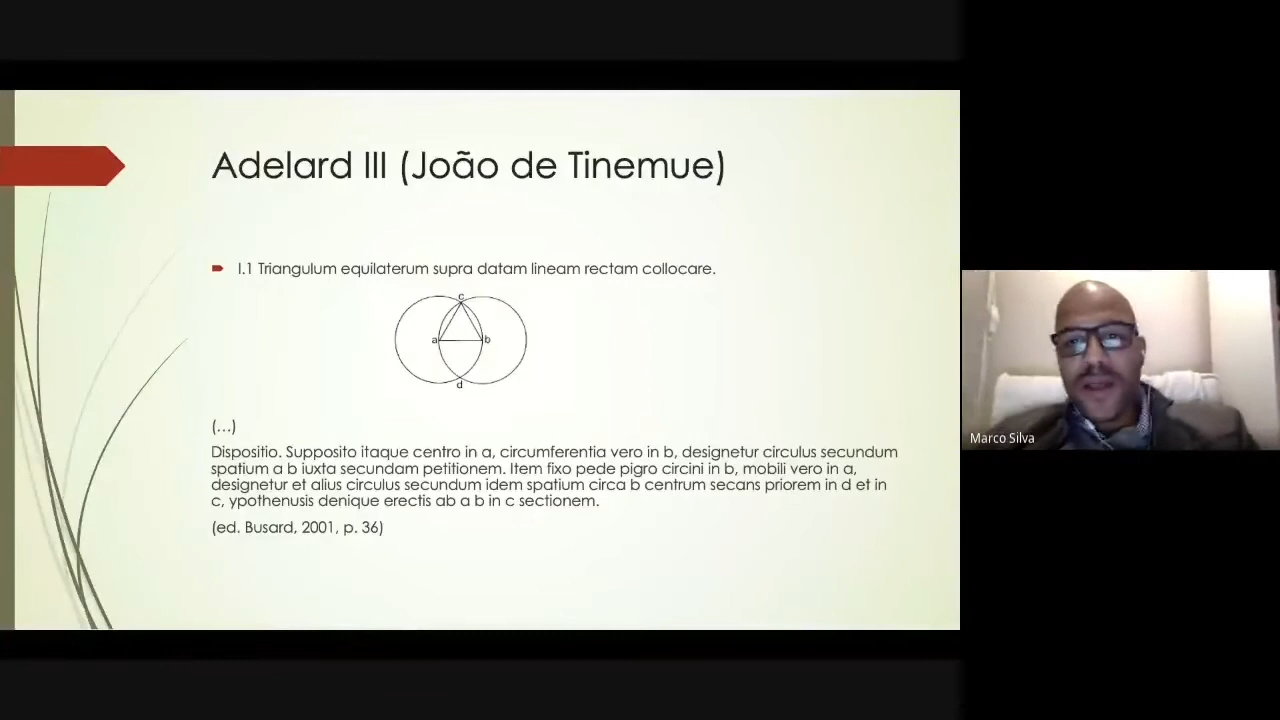 Adelard III (João de Tinemue)
I.1 Triangulum equilaterum supra datam lineam rectam collocare.
c
a
b
d
(...)
Dispositio. Supposito itaque centro in a, circumferentia vero in b, designetur circulus secundum
spatium a b iuxta secundam petitionem. Item fixo pede pigro circini in b, mobili vero in a,
designetur et alius circulus secundum idem spatium circa b centrum secans priorem in d et in
c, ypothenusis denique erectis ab a b in c sectionem.
(ed. Busard, 2001, p. 36)
Marco Silva